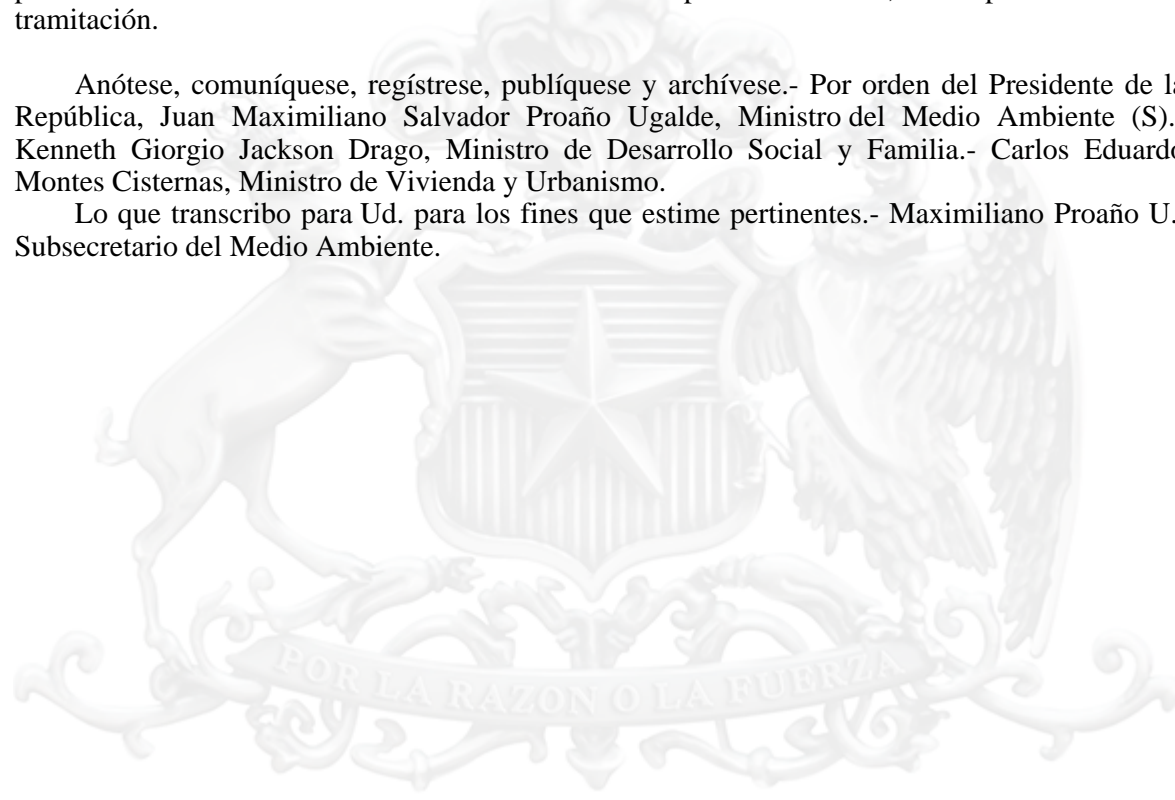 tramitación.
Anótese, comuníquese, regístrese, publíquese y archívese.- Por orden del Presidente de la
República, Juan Maximiliano Salvador Proaño Ugalde, Ministro del Medio Ambiente (S).
Kenneth Giorgio Jackson Drago, Ministro de Desarrollo Social y Familia.- Carlos Eduardo
Montes Cisternas, Ministro de Vivienda y Urbanismo.
Lo que transcribo para Ud. para los fines que estime pertinentes.- Maximiliano Proaño U.
Subsecretario del Medio Ambiente.
POR LA RAZON O LA FUERZA